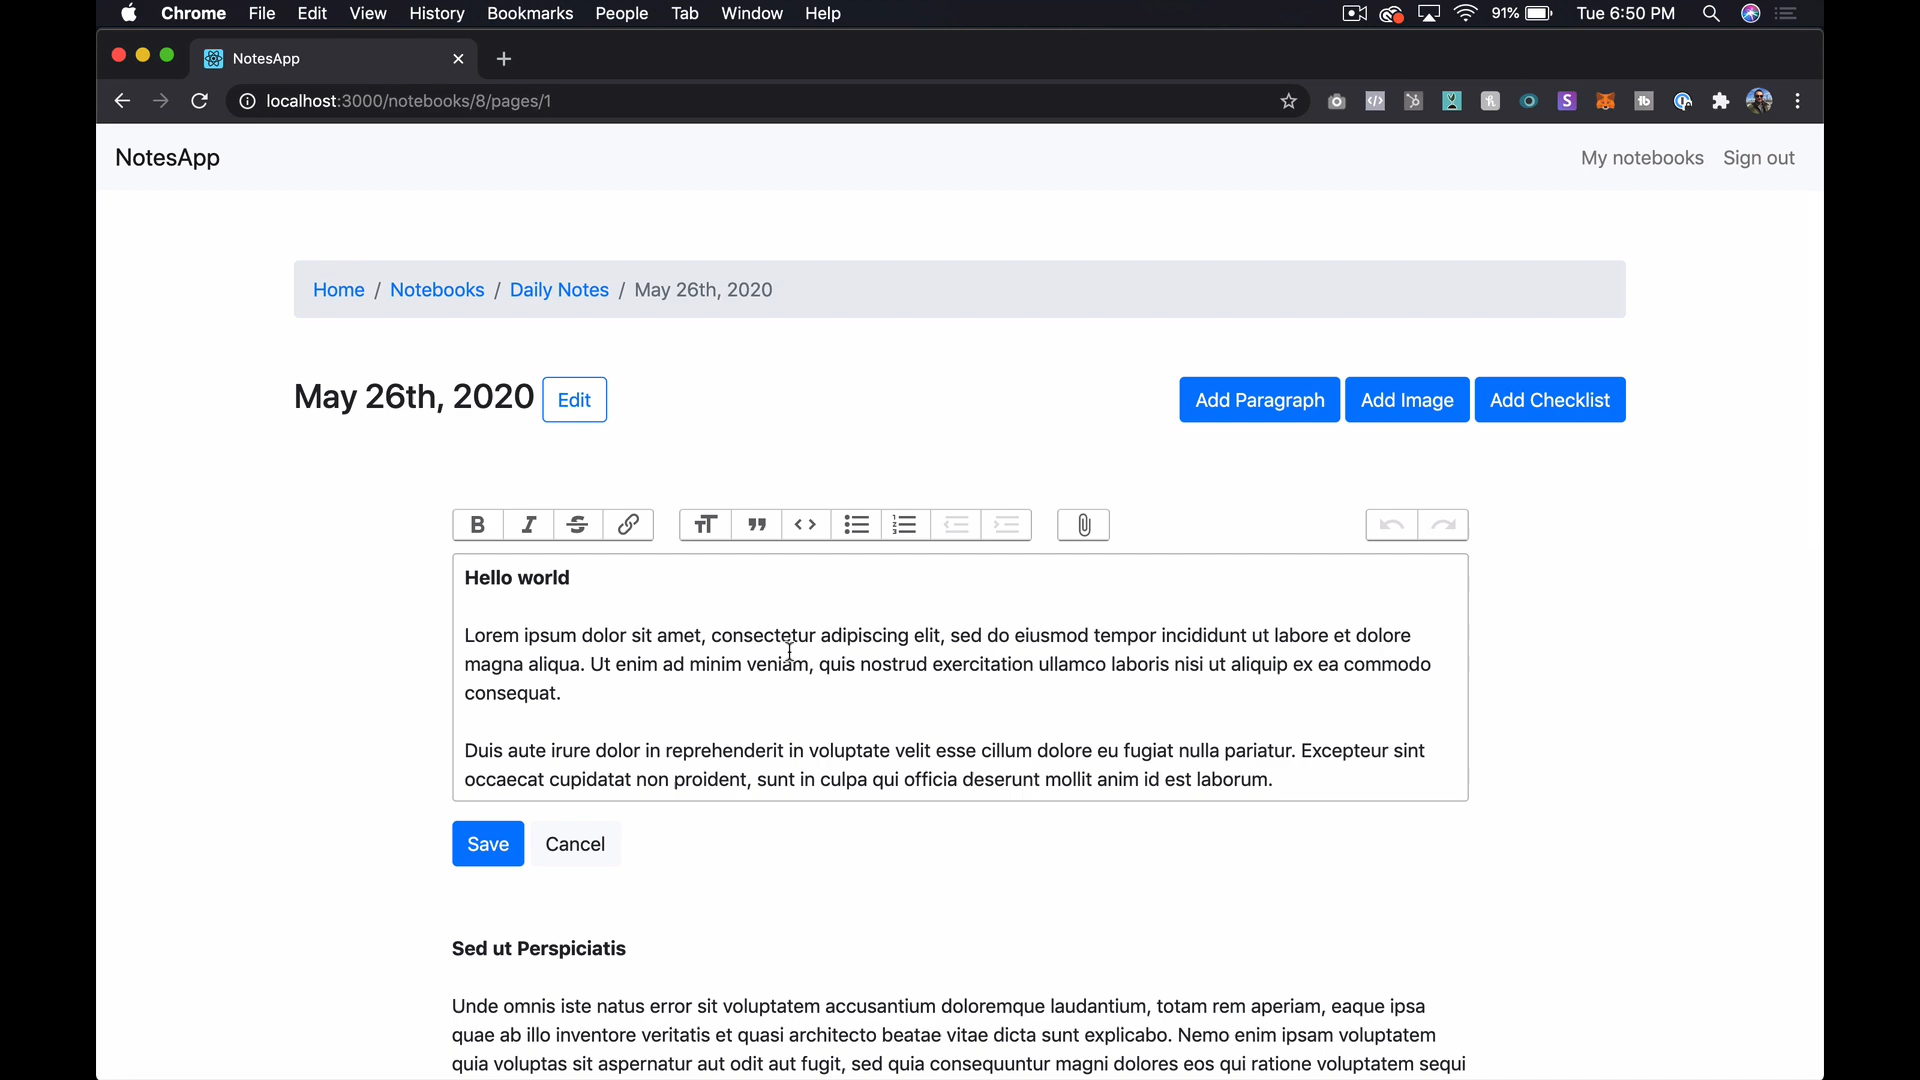 Chrome File Edit View History Bookmarks People Tab Window Help 91% Tue 6:50 PM
NotesApp
localhost:3000/notebooks/8/pages/1
NotesApp My notebooks Sign out
Home / Notebooks / Daily Notes / May 26th, 2020
May 26th, 2020 Edit Add Paragraph Add Image Add Checklist
Hello world
Lorem ipsum dolor sit amet, consectetur adipiscing elit, sed do eiusmod tempor incididunt ut labore et dolore
magna aliqua. Ut enim ad minim veniam, quis nostrud exercitation ullamco laboris nisi ut aliquip ex ea commodo
consequat.
Duis aute irure dolor in reprehenderit in voluptate velit esse cillum dolore eu fugiat nulla pariatur. Excepteur sint
occaecat cupidatat non proident, sunt in culpa qui officia deserunt mollit anim id est laborum.
Save Cancel
Sed ut Perspiciatis
Unde omnis iste natus error sit voluptatem accusantium doloremque laudantium, totam rem aperiam, eaque ipsa
quae ab illo inventore veritatis et quasi architecto beatae vitae dicta sunt explicabo. Nemo enim ipsam voluptatem
quia voluptas sit aspernatur aut odit aut fugit, sed quia consequuntur magni dolores eos qui ratione voluptatem sequi